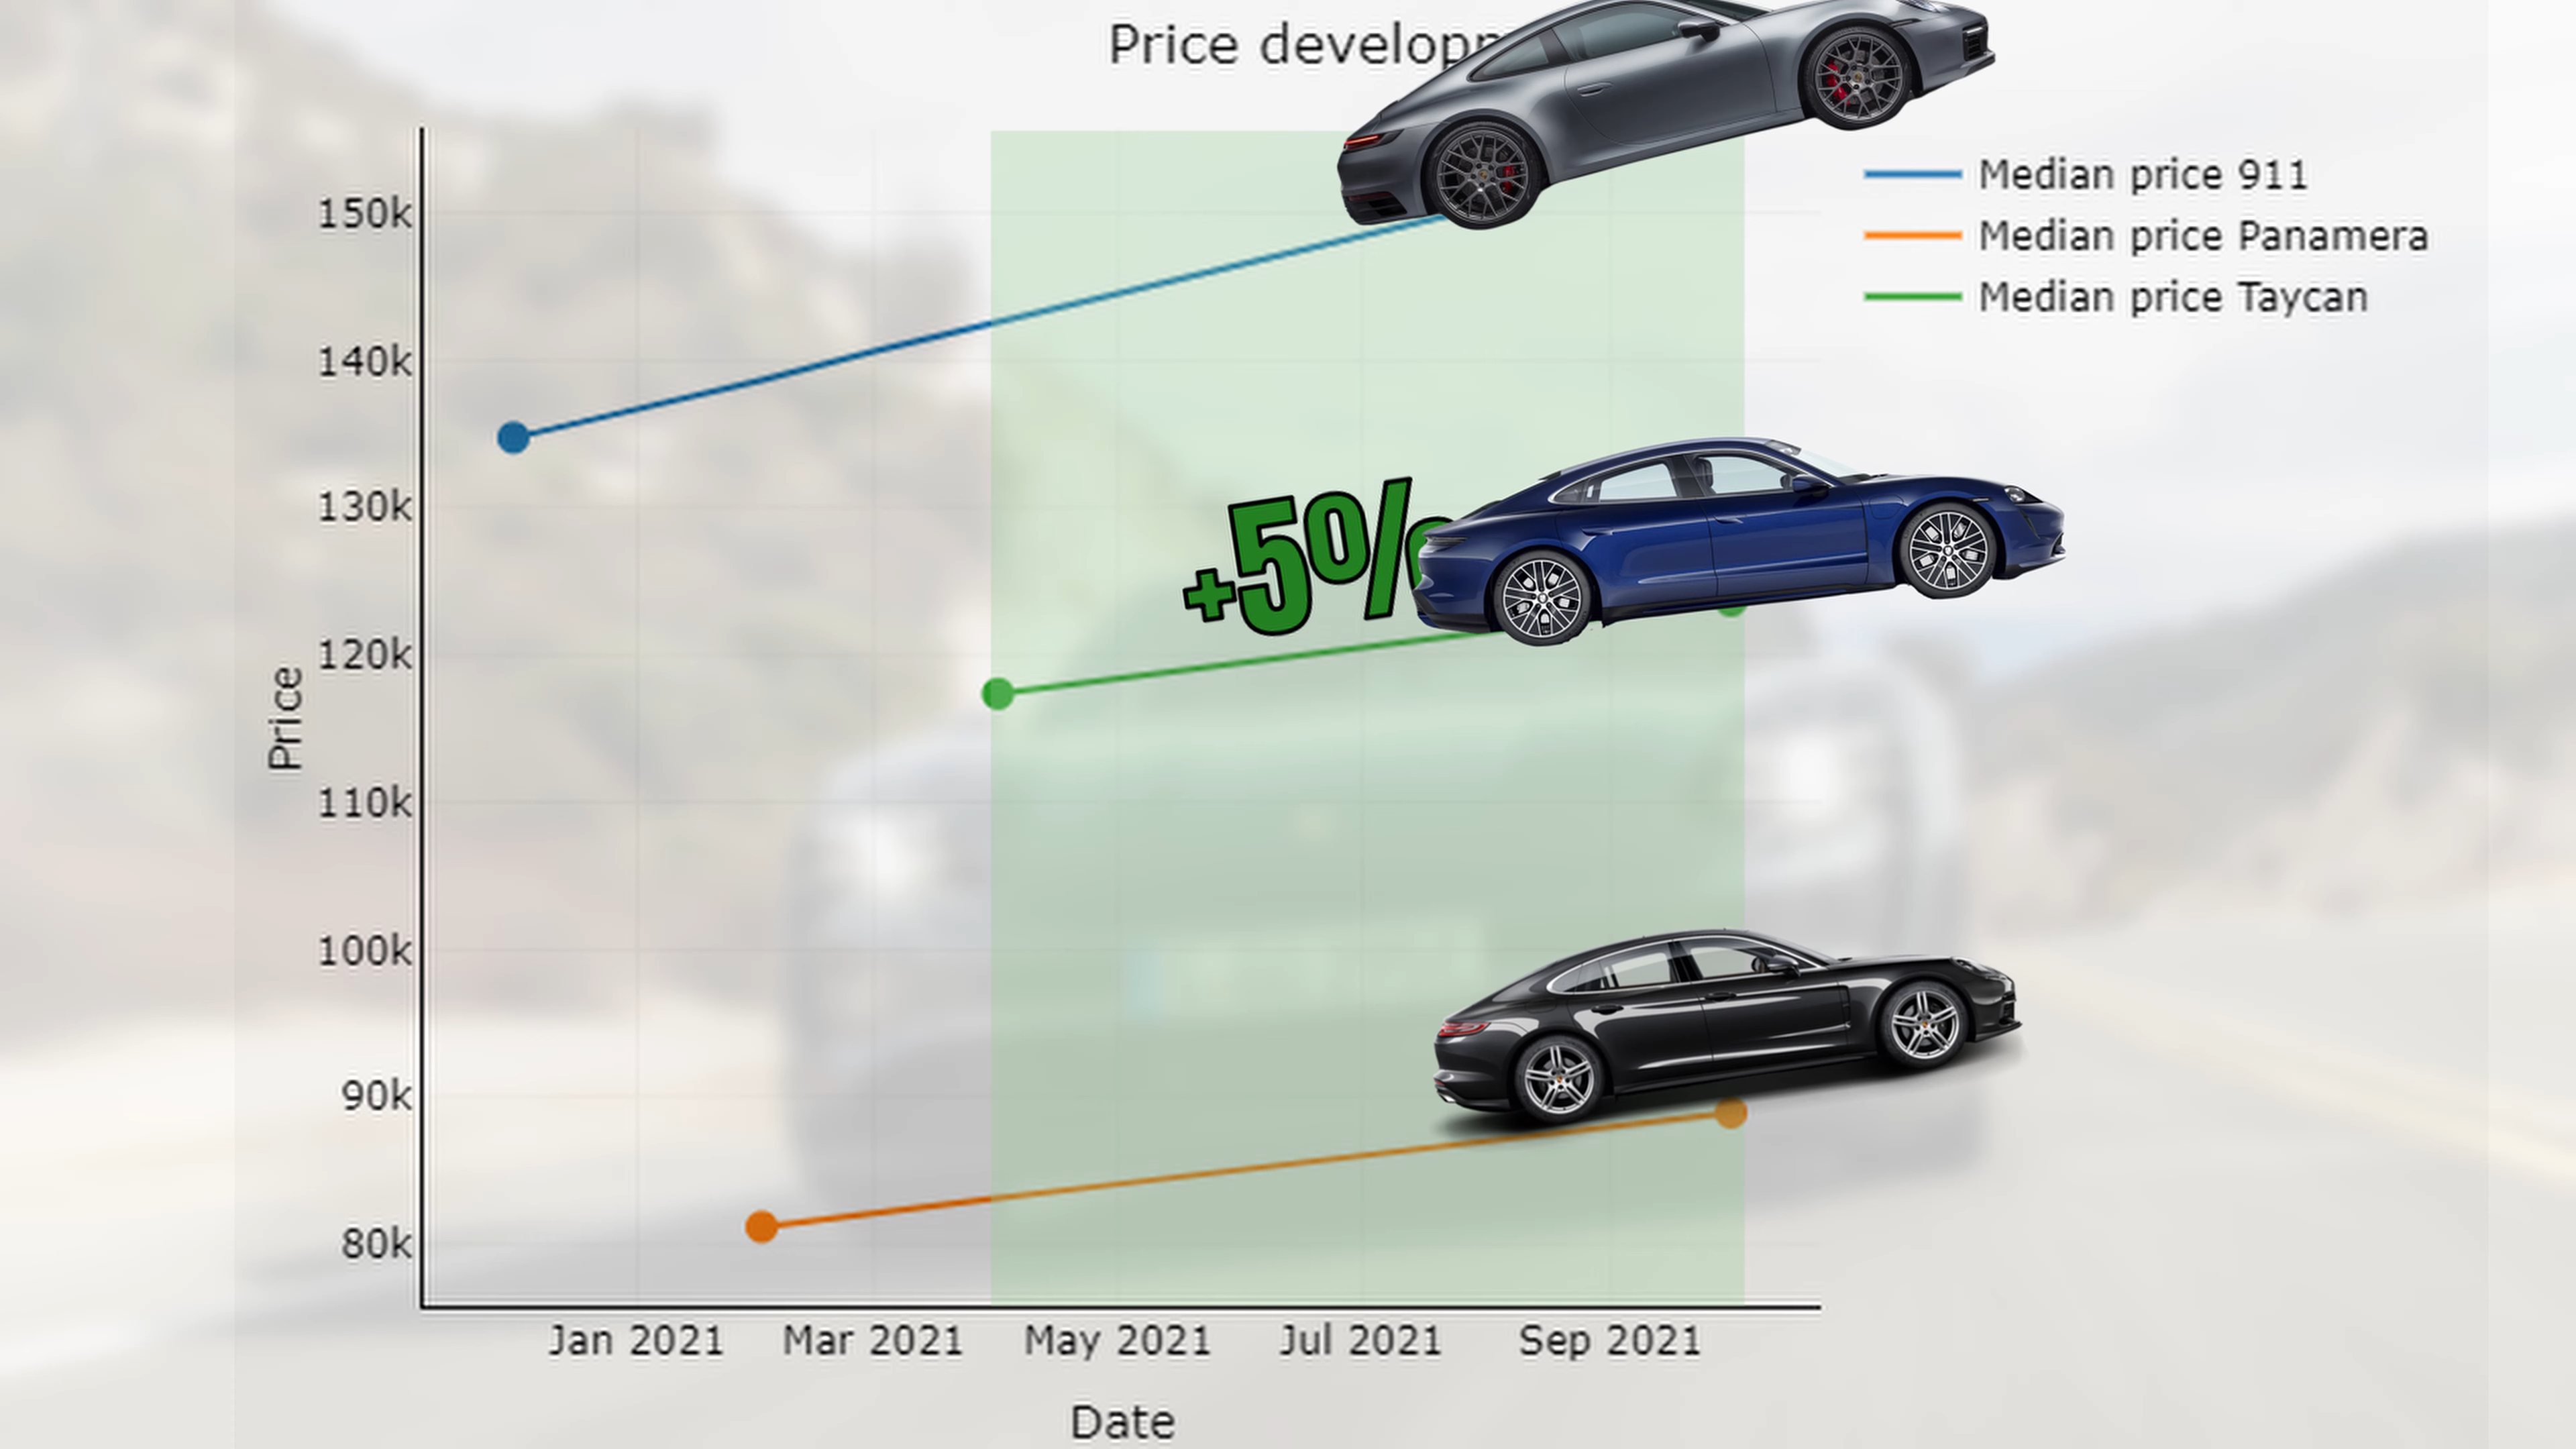 Price
150k
140k
130k
120k
110k
100k
90k
80k
Price
Jan 2021
Mar 2021
May 2021
Jul 2021
Sep 2021
Date
Median price 911
Median price Panamera
Median price Taycan
+5%